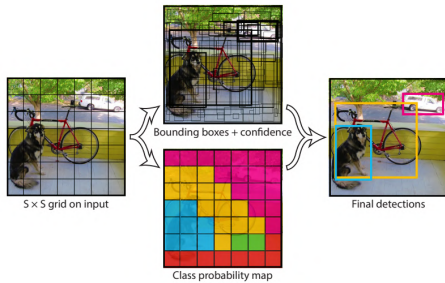 Bounding boxes + confidence
S × S grid on input
Final detections
Class probability map